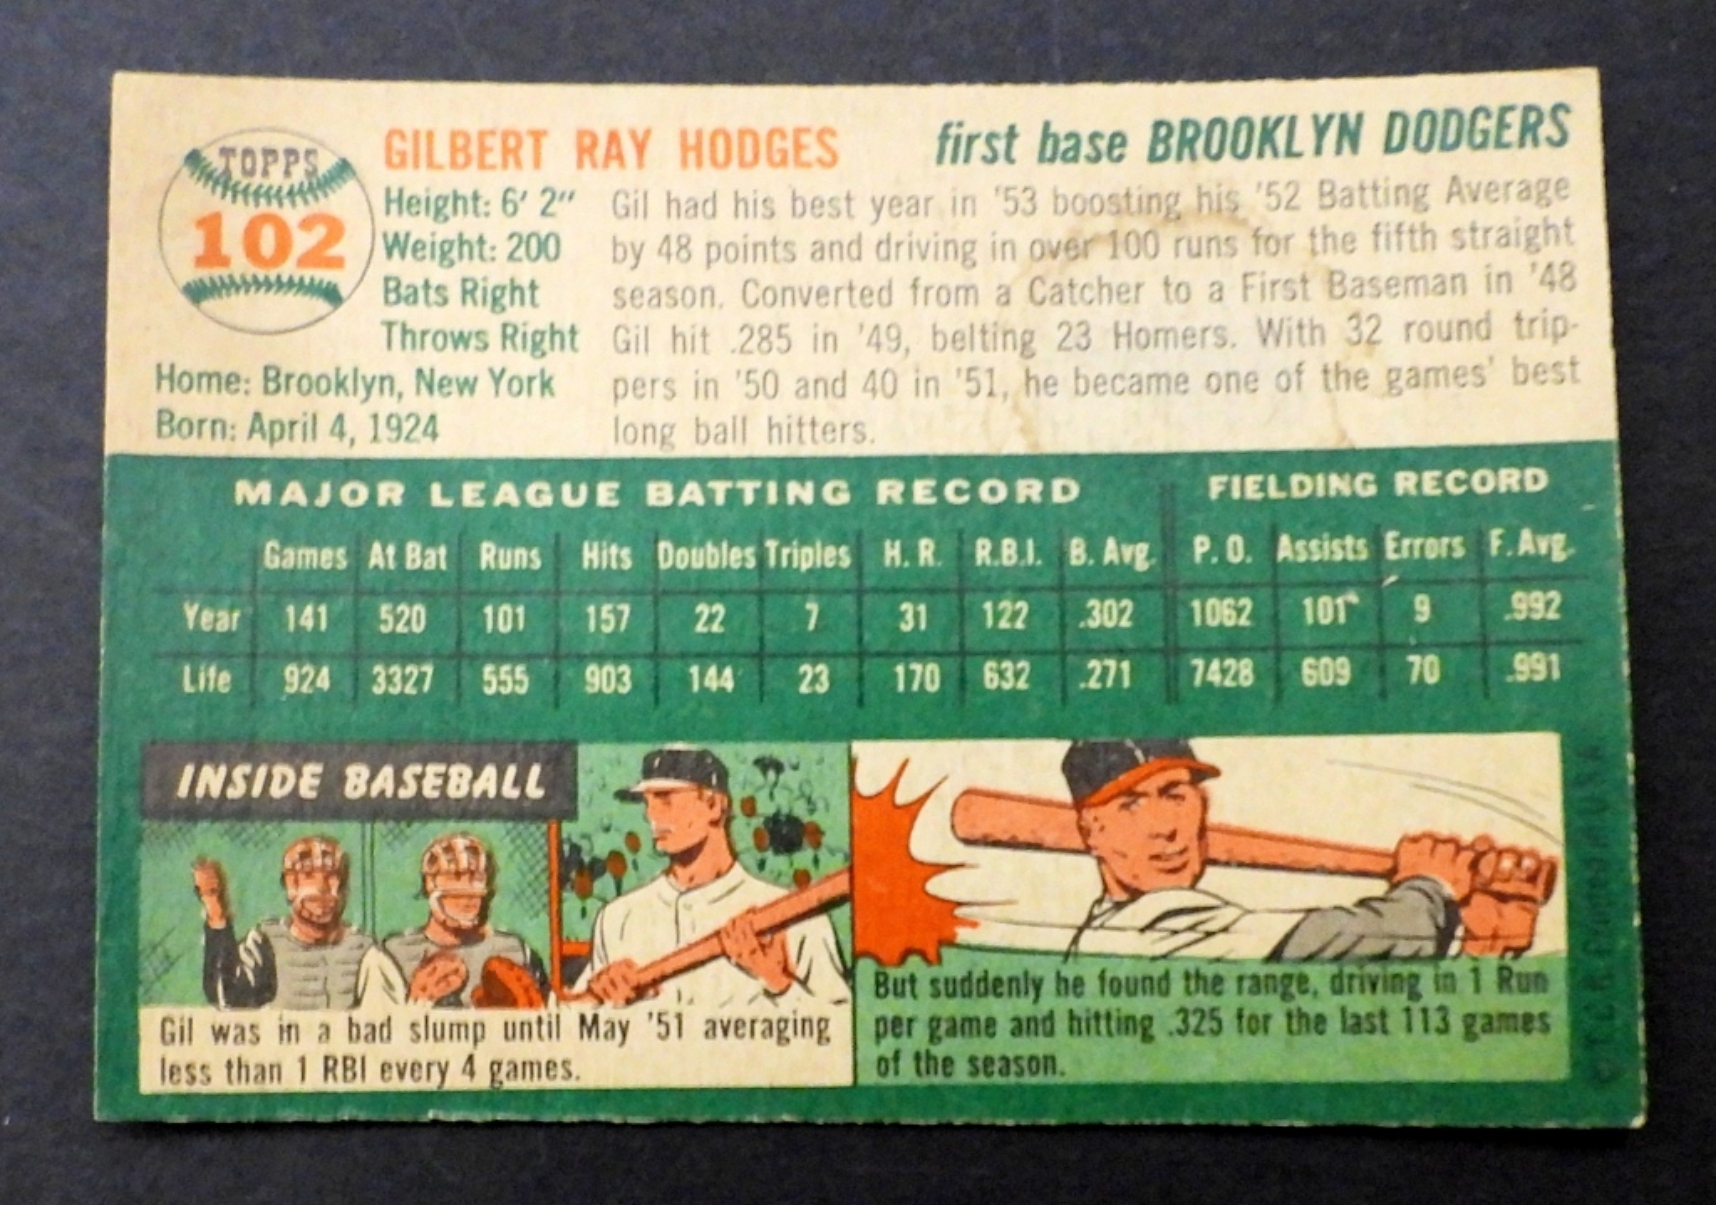 TOPPS
102
GILBERT RAY HODGES
first base BROOKLYN DODGERS
Height: 6' 2"
Weight: 200
Bats Right
Throws Right
Home: Brooklyn, New York
Born: April 4, 1924
Gil had his best year in '53 boosting his '52 Batting Average
by 48 points and driving in over 100 runs for the fifth straight
season. Converted from a Catcher to a First Baseman in '48
Gil hit .285 in '49, belting 23 Homers. With 32 round trip-
pers in '50 and 40 in '51, he became one of the games' best
long ball hitters.
MAJOR LEAGUE BATTING RECORD FIELDING RECORD
Games At Bat Runs Hits Doubles Triples H. R. R.B.I. B. Avg. P. O. Assists Errors F. Avg.
Year 141 520 101 157 22 7 31 122 .302 1062 101 9 .992
Life 924 3327 555 903 144 23 170 632 .271 7428 609 70 .991
INSIDE BASEBALL
Gil was in a bad slump until May '51 averaging
less than 1 RBI every 4 games.
But suddenly he found the range, driving in 1 Run
per game and hitting .325 for the last 113 games
of the season.
© T.C.G. Printed in U.S.A.